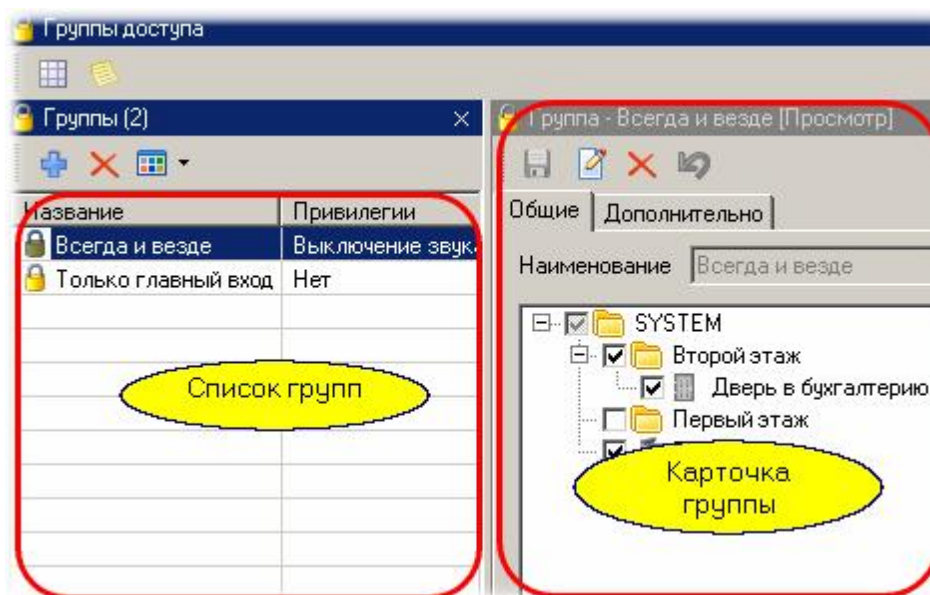 Группы доступа
Группы (2)
Группа - Всегда и везде [Просмотр]
Название Привилегии
Общие Дополнительно
Всегда и везде Выключение звук
Наименование Всегда и везде
Только главный вход Нет
SYSTEM
Второй этаж
Дверь в бухгалтерию
Первый этаж
Список групп
Карточка
группы